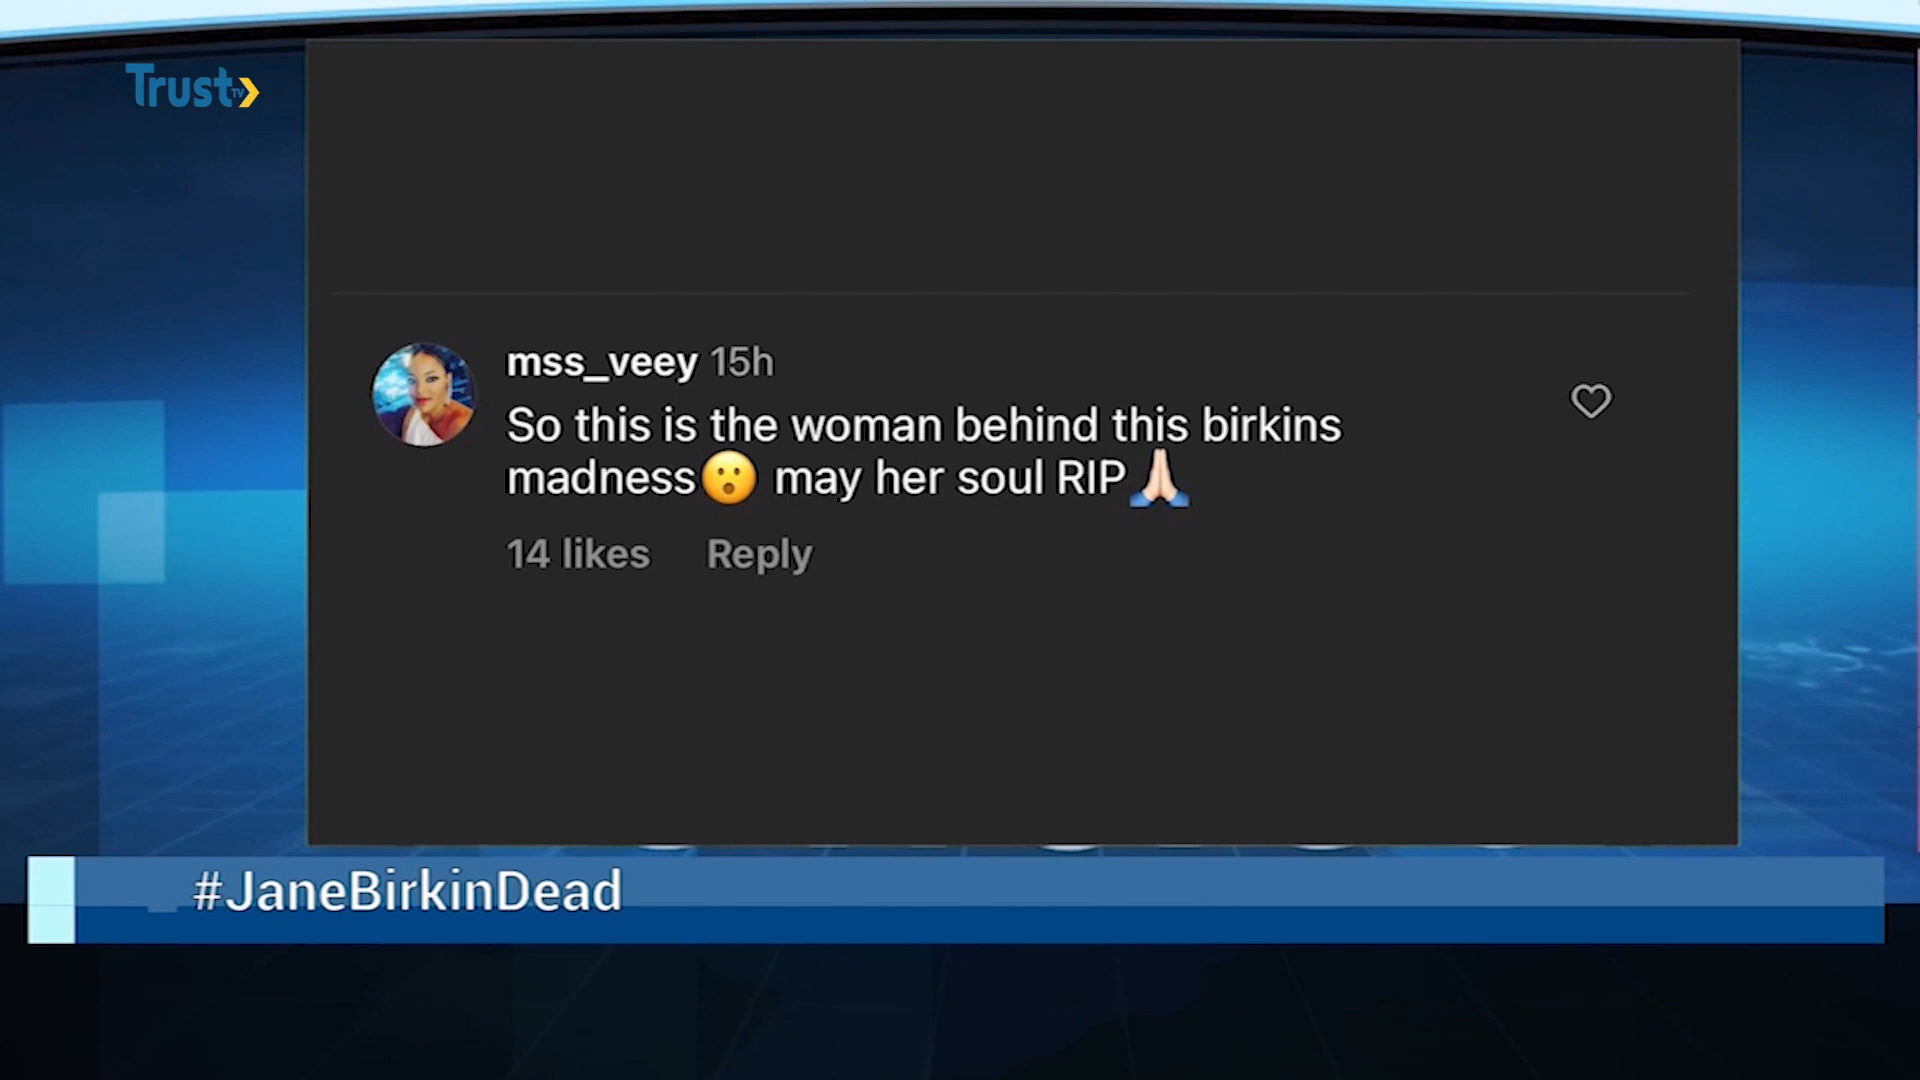 Trust TV
mss_veey 15h
So this is the woman behind this birkins
madness😮 may her soul RIP🙏🏻
14 likes Reply
#JaneBirkinDead